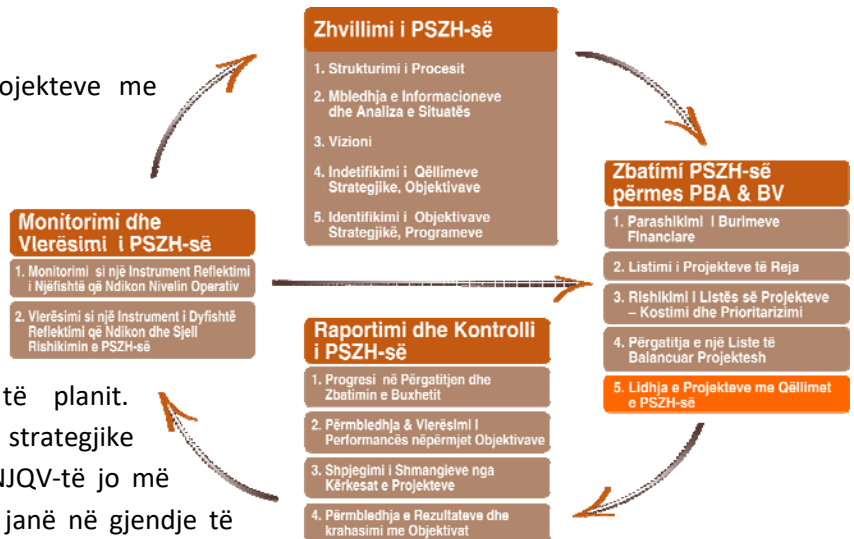 ojekteve me
Zhvillimi i PSZH-së
1. Strukturimi i Procesit
2. Mbledhja e Informacioneve
dhe Analiza e Situatës
3. Vizioni
4. Indetifikimi i Qëllimeve
Strategjike, Objektivave
5. Identifikimi i Objektivave
Strategjikë, Programeve
Zbatimi PSZH-së
përmes PBA & BV
1. Parashikimi i Burimeve
Financiare
2. Listimi i Projekteve të Reja
3. Rishikimi i Listës së Projekteve
– Kostimi dhe Prioritarizimi
4. Përgatitja e një Liste të
Balancuar Projektesh
5. Lidhja e Projekteve me Qëllimet
e PSZH-së
Monitorimi dhe
Vlerësimi i PSZH-së
1. Monitorimi si një Instrument Reflektimi
i Njëfishtë që Ndikon Nivelin Operativ
2. Vlerësimi si një Instrument i Dyfishtë
Reflektimi që Ndikon dhe Sjell
Rishikimin e PSZH-së
Raportimi dhe Kontrolli
i PSZH-së
1. Progresi në Përgatitjen dhe
Zbatimin e Buxhetit
2. Përmbledhja & Vlerësimi i
Performancës nëpërmjet Objektivave
3. Shpjegimi i Shmangieve nga
Kërkesat e Projekteve
4. Përmbledhja e Rezultateve dhe
krahasimi me Objektivat
të planit.
strategjike
NJQV-të jo më
janë në gjendje të